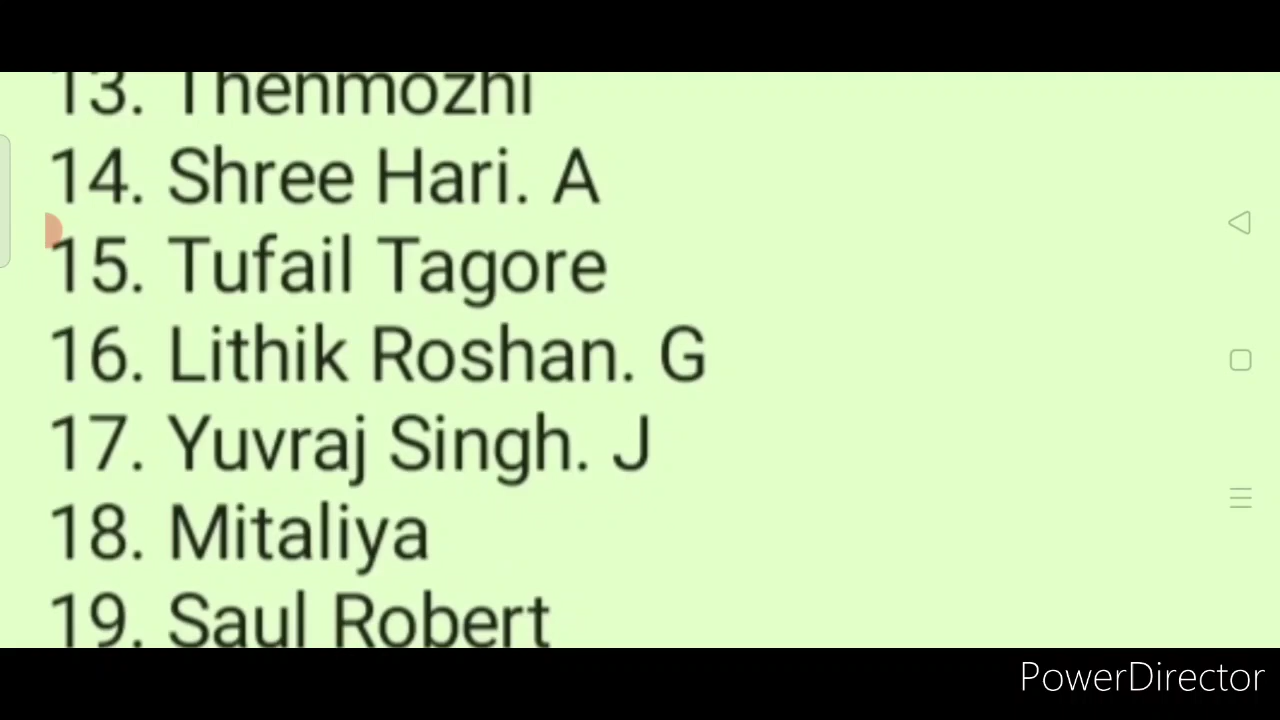 13. Thenmozhi
14. Shree Hari. A
15. Tufail Tagore
16. Lithik Roshan. G
17. Yuvraj Singh. J
18. Mitaliya
19. Saul Robert
PowerDirector